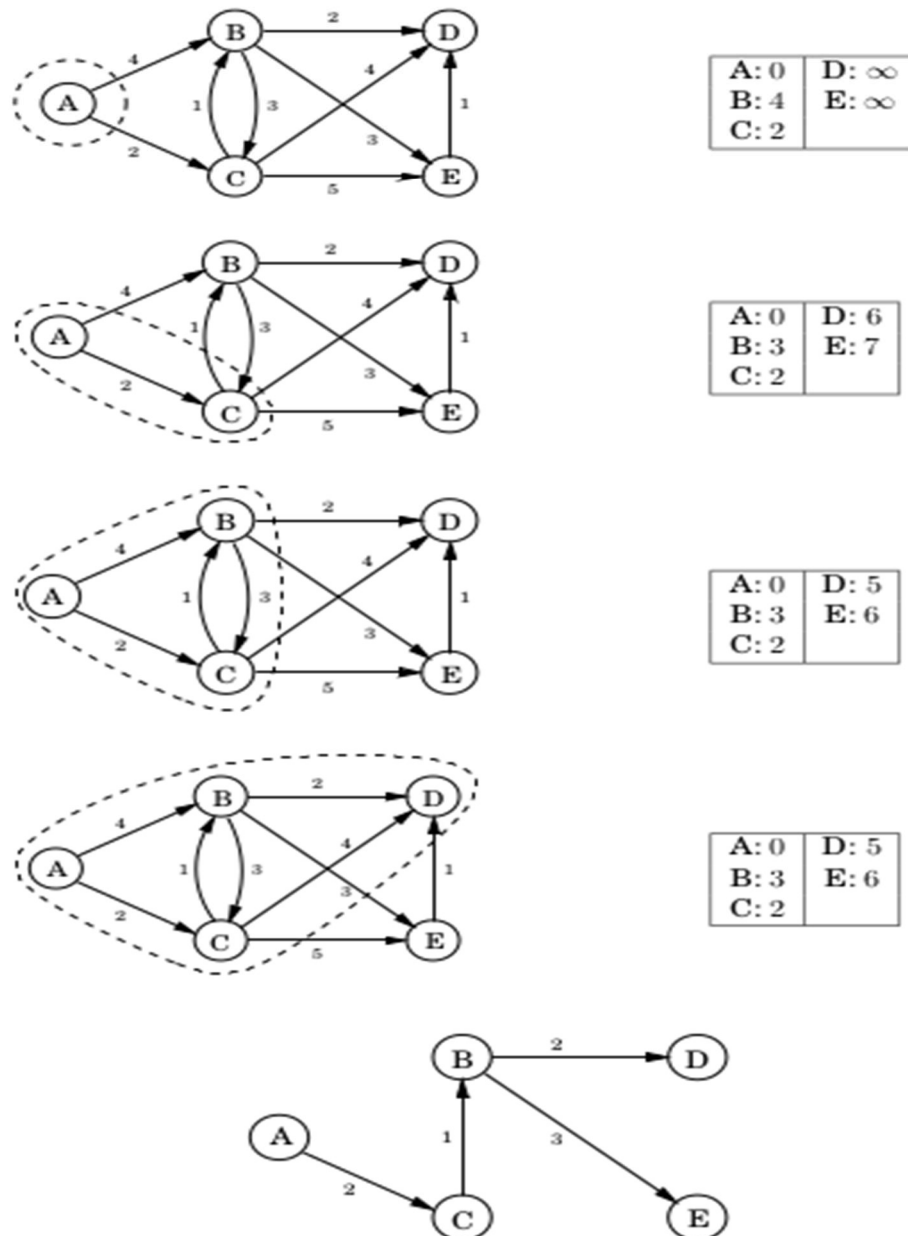 B 2 D
4 4
A 1 3 1
2 3
C 5 E
A: 0 D: ∞
B: 4 E: ∞
C: 2
B 2 D
4 4
A 1 3 1
2 3
C 5 E
A: 0 D: 6
B: 3 E: 7
C: 2
B 2 D
4 4
A 1 3 1
2 3
C 5 E
A: 0 D: 5
B: 3 E: 6
C: 2
B 2 D
4 4
A 1 3 1
2 3
C 5 E
A: 0 D: 5
B: 3 E: 6
C: 2
B 2 D
A 1 3
2
C E